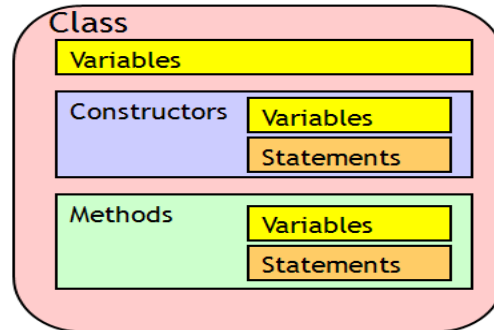 Class
Variables
Constructors
Variables
Statements
Methods
Variables
Statements